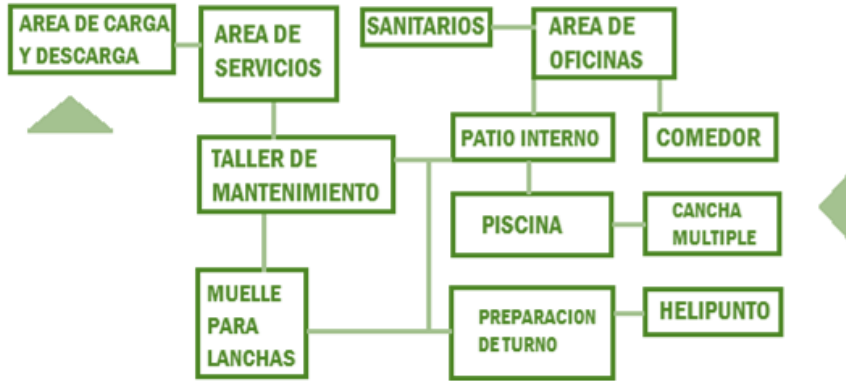 AREA DE CARGA
Y DESCARGA
AREA DE
SERVICIOS
SANITARIOS
AREA DE
OFICINAS
TALLER DE
MANTENIMIENTO
PATIO INTERNO
COMEDOR
PISCINA
CANCHA
MULTIPLE
MUELLE
PARA
LANCHAS
PREPARACION
DE TURNO
HELIPUNTO